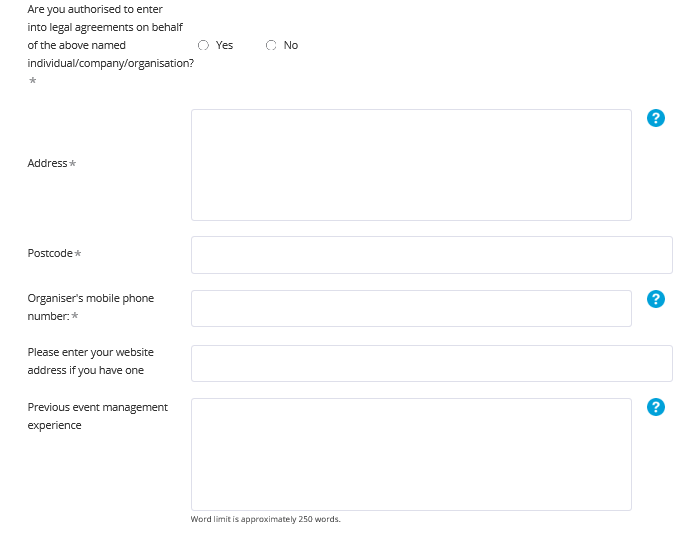 Are you authorised to enter
into legal agreements on behalf
of the above named
individual/company/organisation?
*
Yes No
?
Address*
Postcode*
Organiser's mobile phone
number:*
?
Please enter your website
address if you have one
Previous event management
experience
?
Word limit is approximately 250 words.